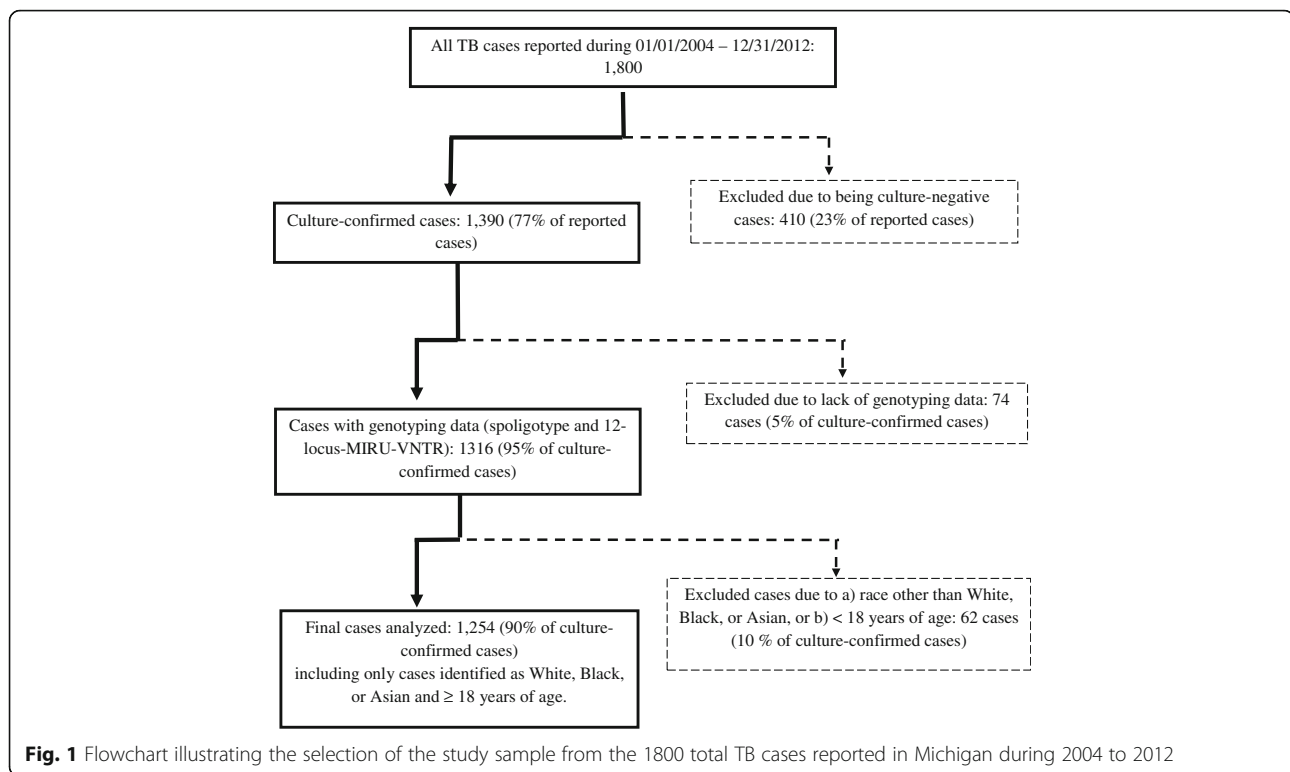 All TB cases reported during 01/01/2004 – 12/31/2012:
1,800
Excluded due to being culture-negative
cases: 410 (23% of reported cases)
Culture-confirmed cases: 1,390 (77% of reported
cases)
Excluded due to lack of genotyping data: 74
cases (5% of culture-confirmed cases)
Cases with genotyping data (spoligotype and 12-
locus-MIRU-VNTR): 1316 (95% of culture-
confirmed cases)
Excluded cases due to a) race other than White,
Black, or Asian, or b) < 18 years of age: 62 cases
(10 % of culture-confirmed cases)
Final cases analyzed: 1,254 (90% of culture-
confirmed cases)
including only cases identified as White, Black,
or Asian and ≥ 18 years of age.
Fig. 1 Flowchart illustrating the selection of the study sample from the 1800 total TB cases reported in Michigan during 2004 to 2012